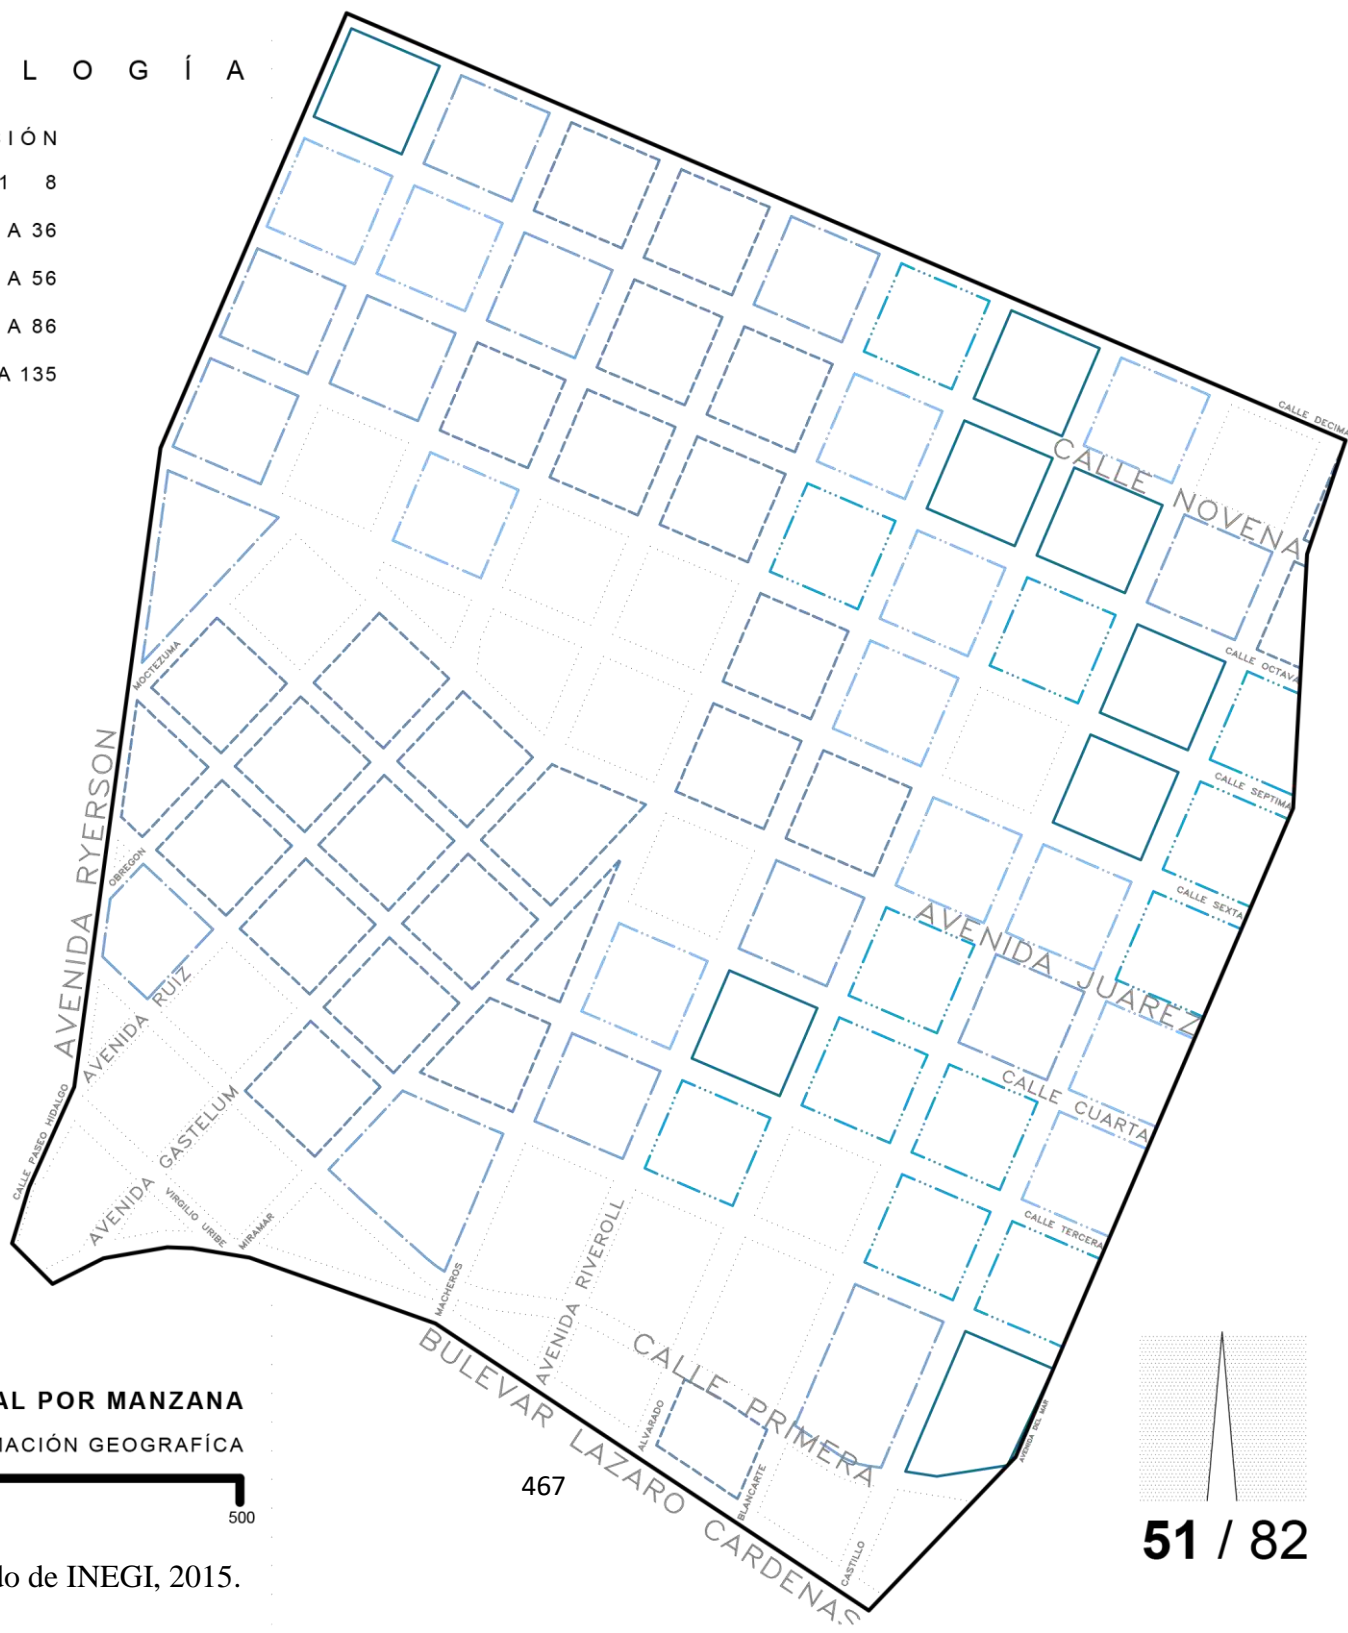 L O G Í A
IÓN
1 8
A 36
A 56
A 86
A 135
CALLE DECIMA
CALLE NOVENA
CALLE OCTAVA
MOCTEZUMA
AVENIDA RYERSON
CALLE SEPTIMA
OBREGON
CALLE SEXTA
AVENIDA JUAREZ
AVENIDA RUIZ
CALLE CUARTA
CALLE PASEO HIDALGO
AVENIDA GASTELUM
VIRGILIO URIBE
MIRAMAR
CALLE TERCERA
MACHEROS
AVENIDA RIVEROLL
BULEVAR LAZARO CARDENAS
CALLE PRIMERA
ALVARADO
BLANCARTE
CASTILLO
AVENIDA DEL MAR
AL POR MANZANA
MACIÓN GEOGRAFÍCA
500
467
51 / 82
do de INEGI, 2015.